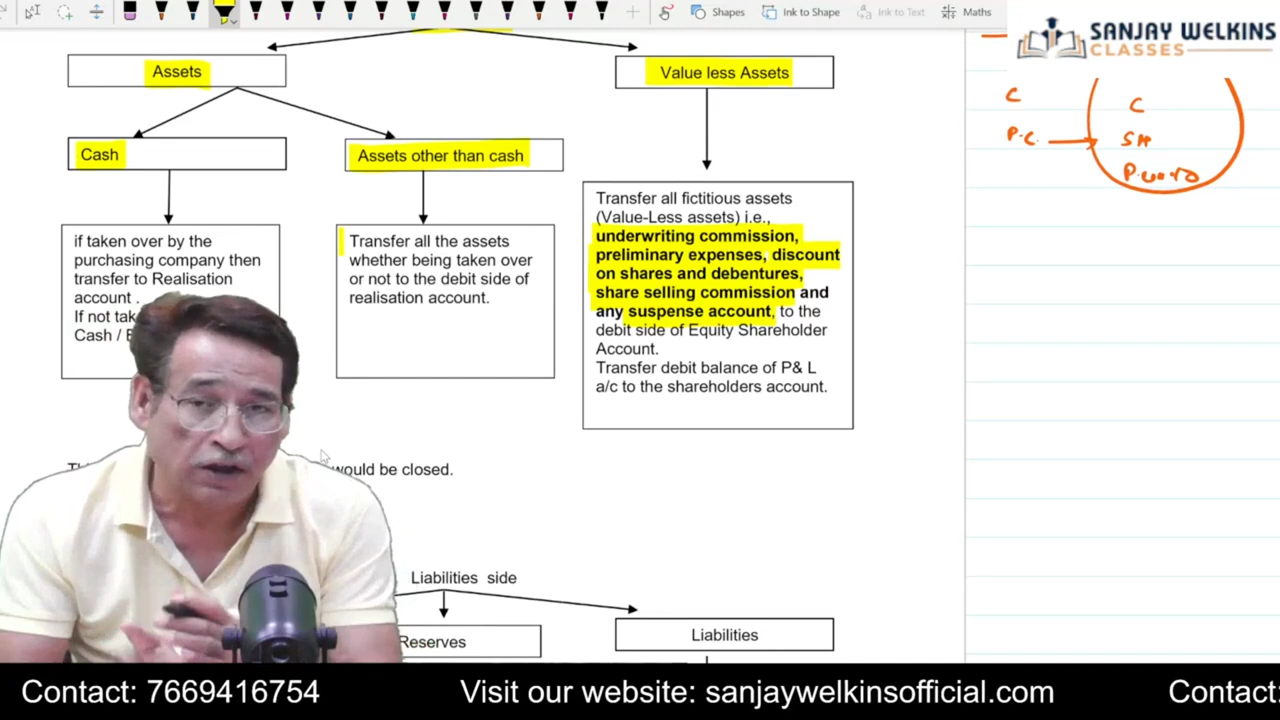 Shapes
Ink to Shape
Ink to Text
Maths
SANJAY WELKINS
CLASSES
Assets
Value less Assets
Cash
Assets other than cash
C
P.C.
C
SH
if taken over by the
purchasing company then
transfer to Realisation
account .
If not
Cash /
Transfer all the assets
whether being taken over
or not to the debit side of
realisation account.
Transfer all fictitious assets
(Value-Less assets) i.e.,
underwriting commission,
preliminary expenses, discount
on shares and debentures,
share selling commission and
any suspense account, to the
debit side of Equity Shareholder
Account.
Transfer debit balance of P& L
a/c to the shareholders account.
would be closed.
Liabilities side
Reserves
Liabilities
Contact: 7669416754
Visit our website: sanjaywelkinsofficial.com
Contact: